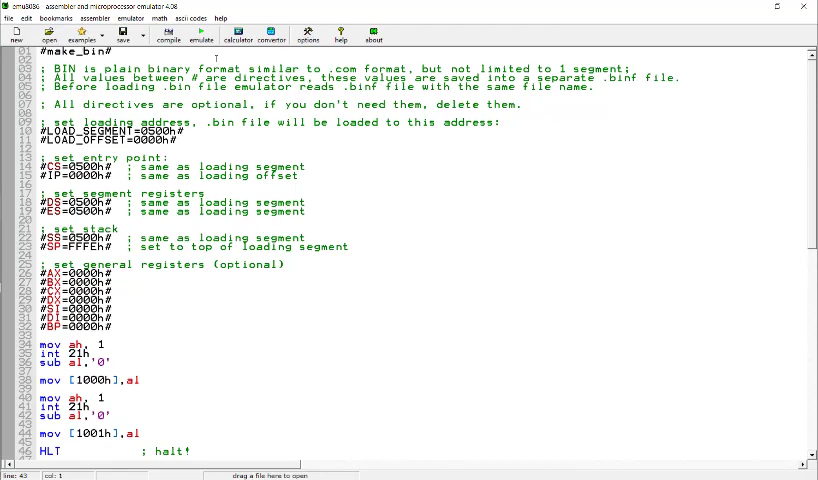 emu8086 - assembler and microprocessor emulator 4.08
file edit bookmarks assembler emulator math ascii codes help
new open examples save compile emulate calculator convertor options help about
01 #make_bin#
02
03 ; BIN is plain binary format similar to .com format, but not limited to 1 segment;
04 ; All values between # are directives, these values are saved into a separate .binf file.
05 ; Before loading .bin file emulator reads .binf file with the same file name.
06
07 ; All directives are optional, if you don't need them, delete them.
08
09 ; set loading address, .bin file will be loaded to this address:
10 #LOAD_SEGMENT=0500h#
11 #LOAD_OFFSET=0000h#
12
13 ; set entry point:
14 #CS=0500h# ; same as loading segment
15 #IP=0000h# ; same as loading offset
16
17 ; set segment registers
18 #DS=0500h# ; same as loading segment
19 #ES=0500h# ; same as loading segment
20
21 ; set stack
22 #SS=0500h# ; same as loading segment
23 #SP=FFFEh# ; set to top of loading segment
24
25 ; set general registers (optional)
26 #AX=0000h#
27 #BX=0000h#
28 #CX=0000h#
29 #DX=0000h#
30 #SI=0000h#
31 #DI=0000h#
32 #BP=0000h#
33
34 mov ah, 1
35 int 21h
36 sub al,'0'
37
38 mov [1000h],al
39
40 mov ah, 1
41 int 21h
42 sub al,'0'
43
44 mov [1001h],al
45
46 HLT ; halt!
line: 43 col: 1 drag a file here to open